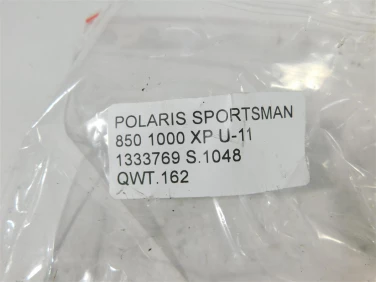 POLARIS SPORTSMAN
850 1000 XP U-11
1333769 S.1048
QWT.162